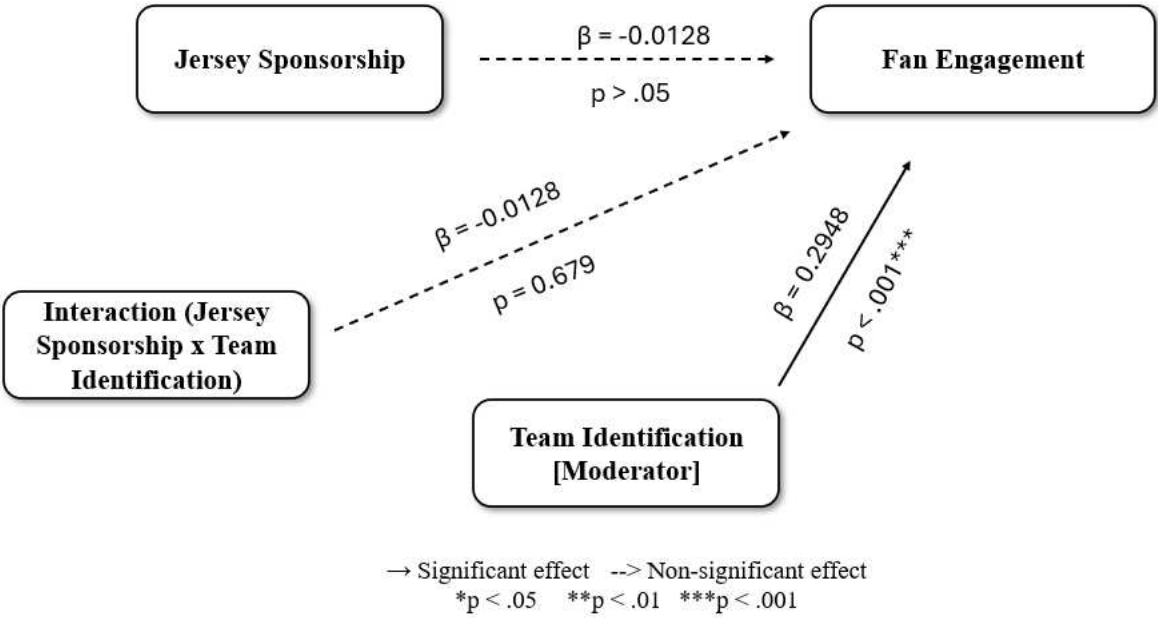 Jersey Sponsorship
β = -0.0128
p > .05
Fan Engagement
β = -0.0128
p = 0.679
β = 0.2948
p < .001***
Interaction (Jersey
Sponsorship x Team
Identification)
Team Identification
[Moderator]
→ Significant effect --> Non-significant effect
*p < .05 **p < .01 ***p < .001